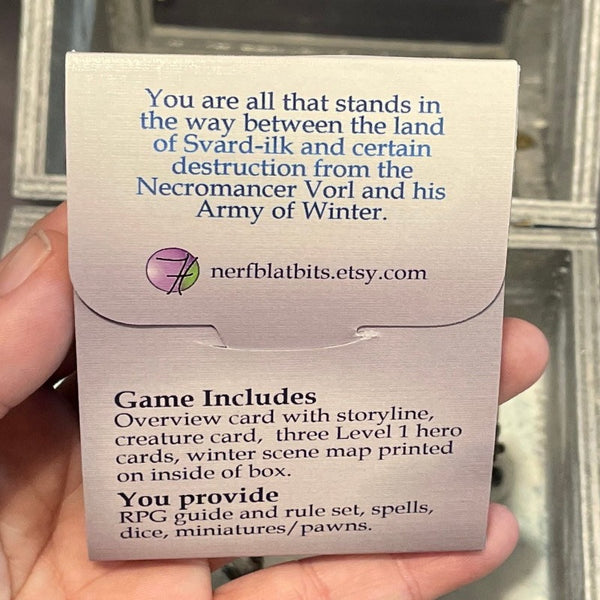 You are all that stands in
the way between the land
of Svard-ilk and certain
destruction from the
Necromancer Vorl and his
Army of Winter.
nerfblatbits.etsy.com
Game Includes
Overview card with storyline,
creature card, three Level 1 hero
cards, winter scene map printed
on inside of box.
You provide
RPG guide and rule set, spells,
dice, miniatures/pawns.